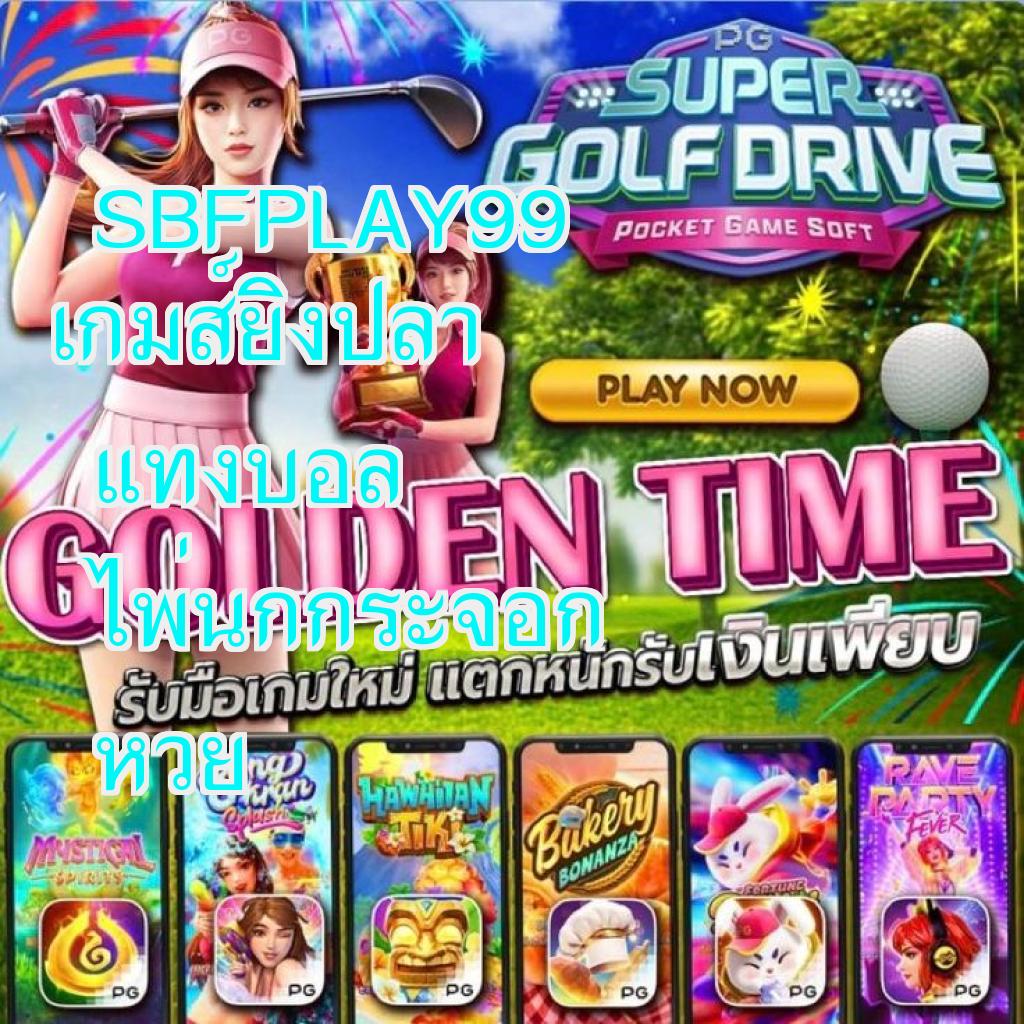 PG
PG
SUPER
GOLF DRIVE
POCKET GAME SOFT
SBFPLAY99
เกมส์ยิงปลา
PLAY NOW
แทงบอล
GOLDEN TIME
ไพ่นกกระจอก
รับมือเกมใหม่ แตกหนักรับเงินเพียบ
หวย
MYSTICAL
SPIRITS
Splash
HAWAIIAN
TIKI
Bakery
BONANZA
FORTUNE
RAVE
PARTY
FEVER
PG
PG
PG
PG
PG
PG